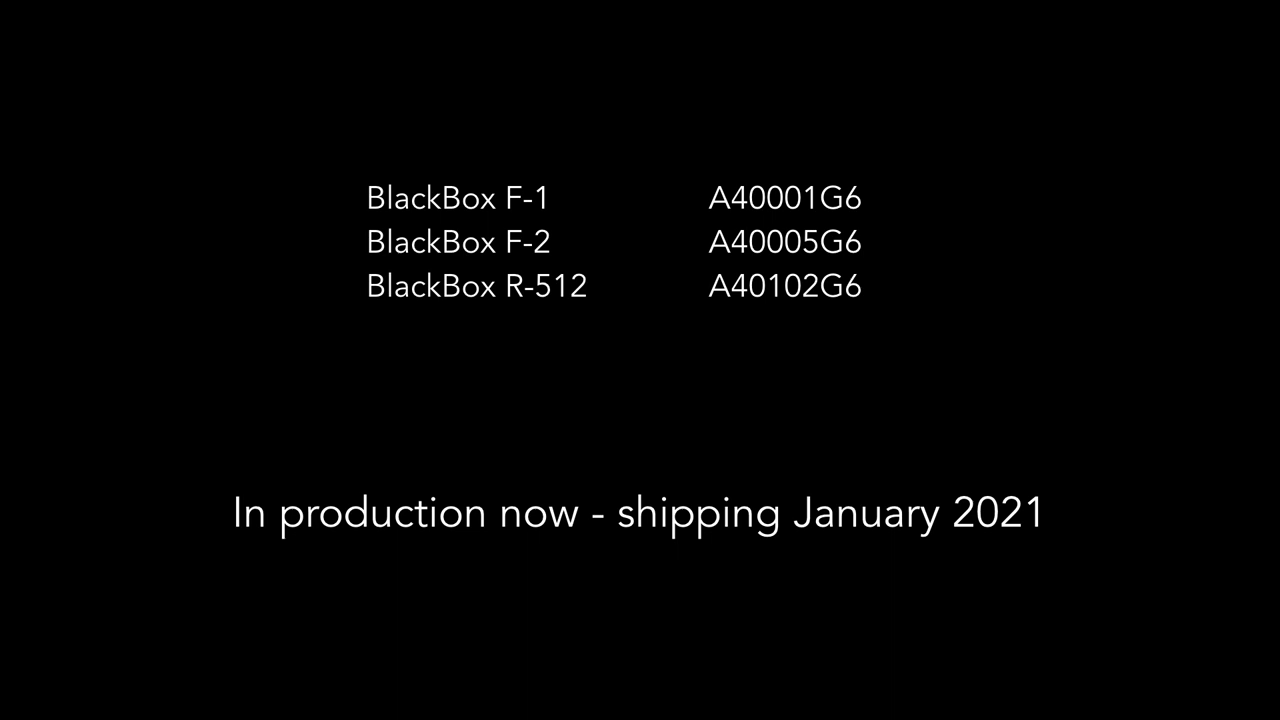 BlackBox F-1 A40001G6
BlackBox F-2 A40005G6
BlackBox R-512 A40102G6
In production now - shipping January 2021